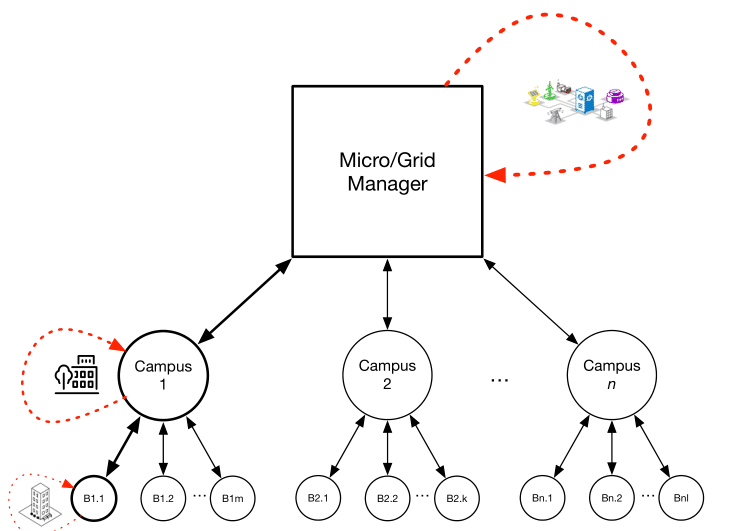 Micro/Grid
Manager
Campus
1
Campus
2
...
Campus
n
B1.1
B1.2
...
B1m
B2.1
B2.2
...
B2.k
Bn.1
Bn.2
...
Bnl